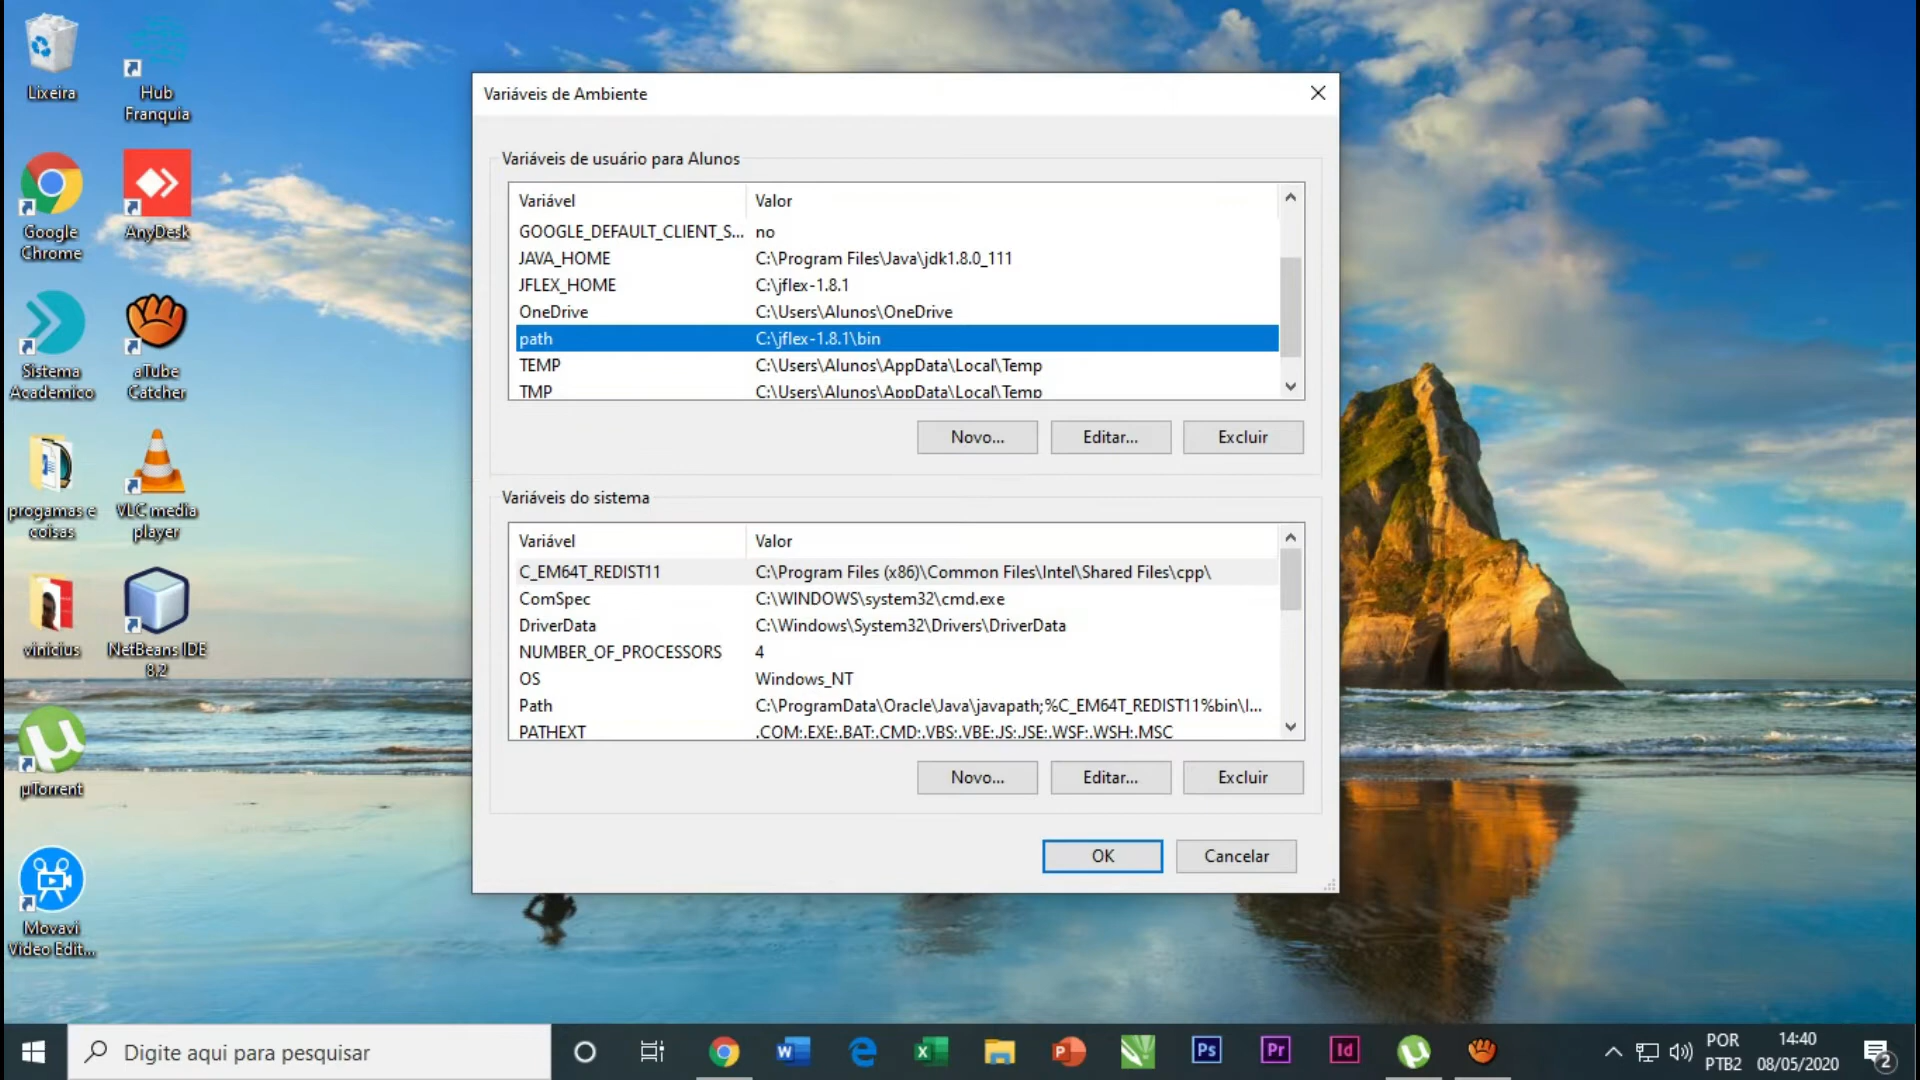 Lixeira
Hub
Franquia
Google
Chrome
AnyDesk
Sistema
Academico
aTube
Catcher
progamas e
coisas
VLC media
player
vinicius
NetBeans IDE
8.2
µTorrent
Movavi
Video Edit...
Variáveis de Ambiente
Variáveis de usuário para Alunos
Variável Valor
GOOGLE_DEFAULT_CLIENT_S... no
JAVA_HOME C:\Program Files\Java\jdk1.8.0_111
JFLEX_HOME C:\jflex-1.8.1
OneDrive C:\Users\Alunos\OneDrive
path C:\jflex-1.8.1\bin
TEMP C:\Users\Alunos\AppData\Local\Temp
TMP C:\Users\Alunos\AppData\Local\Temp
Novo... Editar... Excluir
Variáveis do sistema
Variável Valor
C_EM64T_REDIST11 C:\Program Files (x86)\Common Files\Intel\Shared Files\cpp\
ComSpec C:\WINDOWS\system32\cmd.exe
DriverData C:\Windows\System32\Drivers\DriverData
NUMBER_OF_PROCESSORS 4
OS Windows_NT
Path C:\ProgramData\Oracle\Java\javapath;%C_EM64T_REDIST11%bin\I...
PATHEXT .COM;.EXE;.BAT;.CMD;.VBS;.VBE;.JS;.JSE;.WSF;.WSH;.MSC
Novo... Editar... Excluir
OK Cancelar
Digite aqui para pesquisar
Ps
Pr
Id
POR
PTB2
14:40
08/05/2020
2